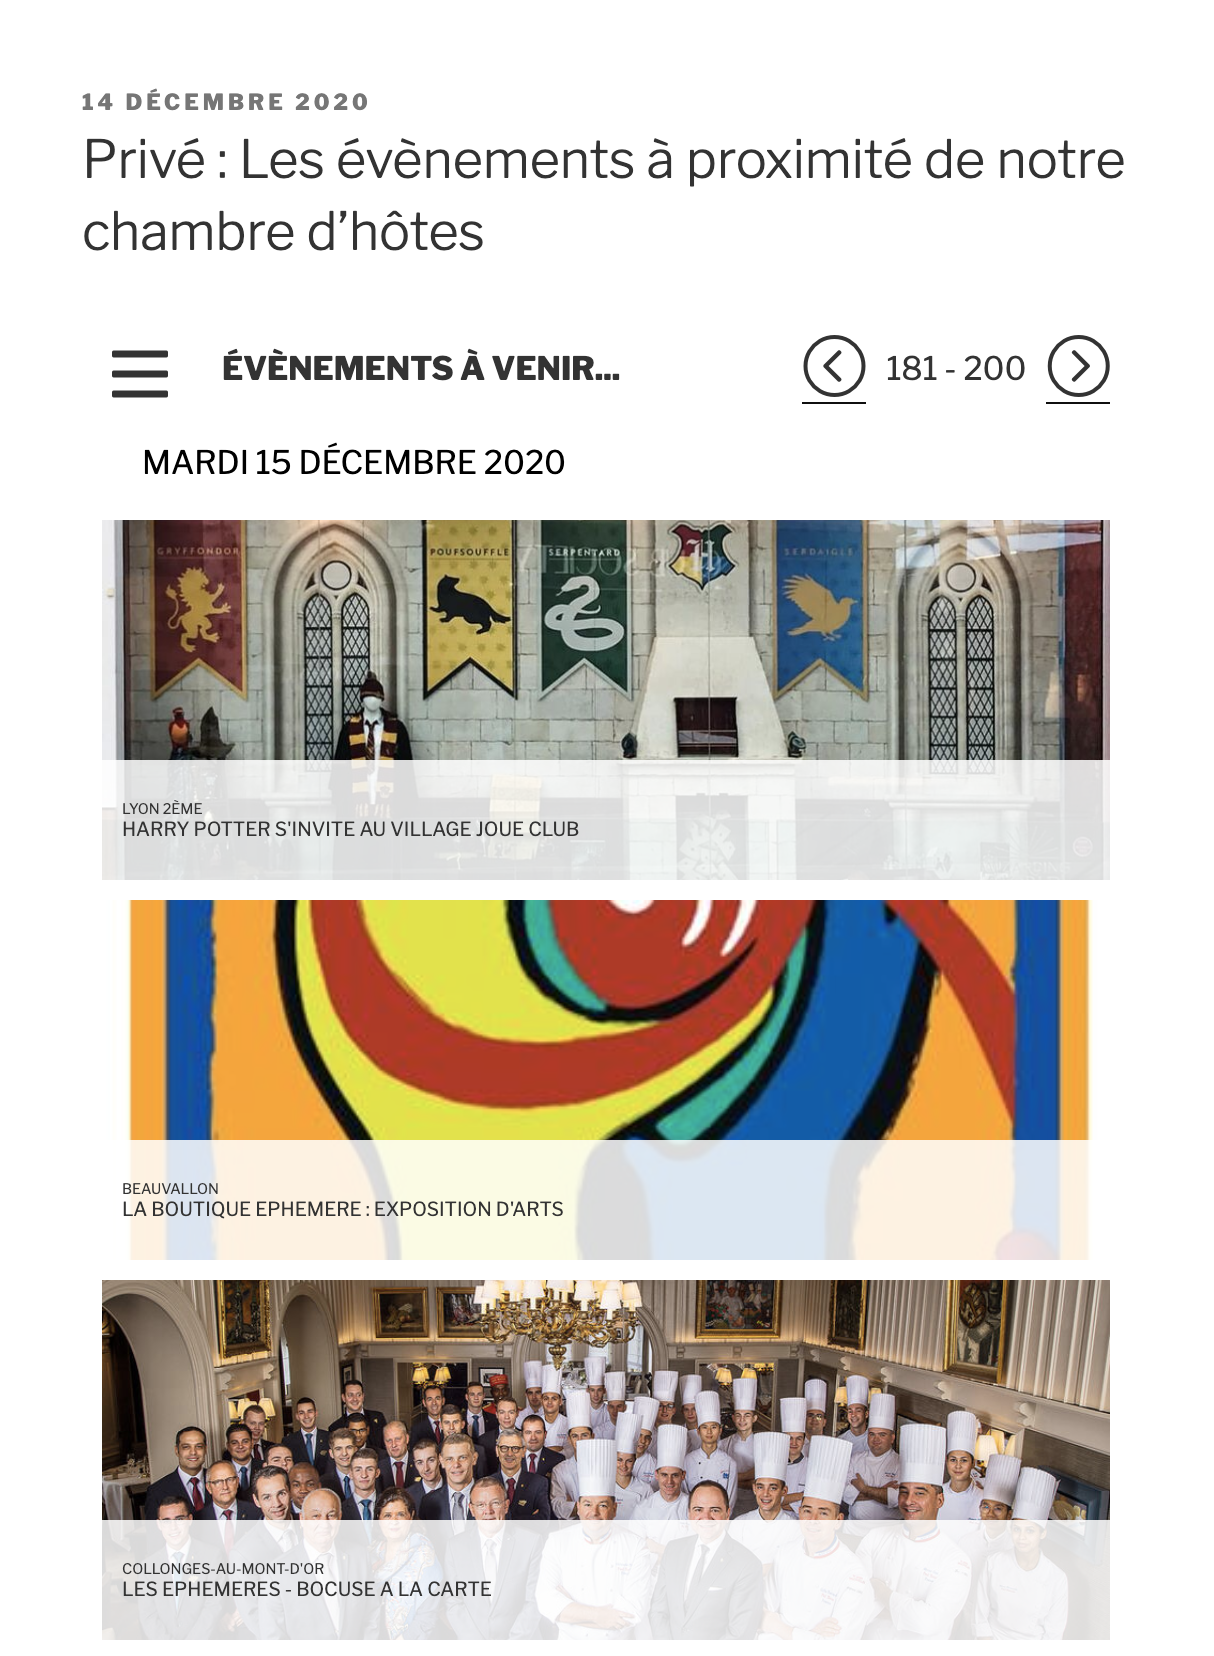 14 DÉCEMBRE 2020
Privé : Les évènements à proximité de notre
chambre d’hôtes
ÉVÈNEMENTS À VENIR...
181 - 200
MARDI 15 DÉCEMBRE 2020
GRYFFONDOR
POUFSOUFFLE
SERPENTARD
SERDAIGLE
LYON 2ÈME
HARRY POTTER S'INVITE AU VILLAGE JOUE CLUB
BEAUVALLON
LA BOUTIQUE EPHEMERE : EXPOSITION D'ARTS
COLLONGES-AU-MONT-D'OR
LES EPHEMERES - BOCUSE A LA CARTE